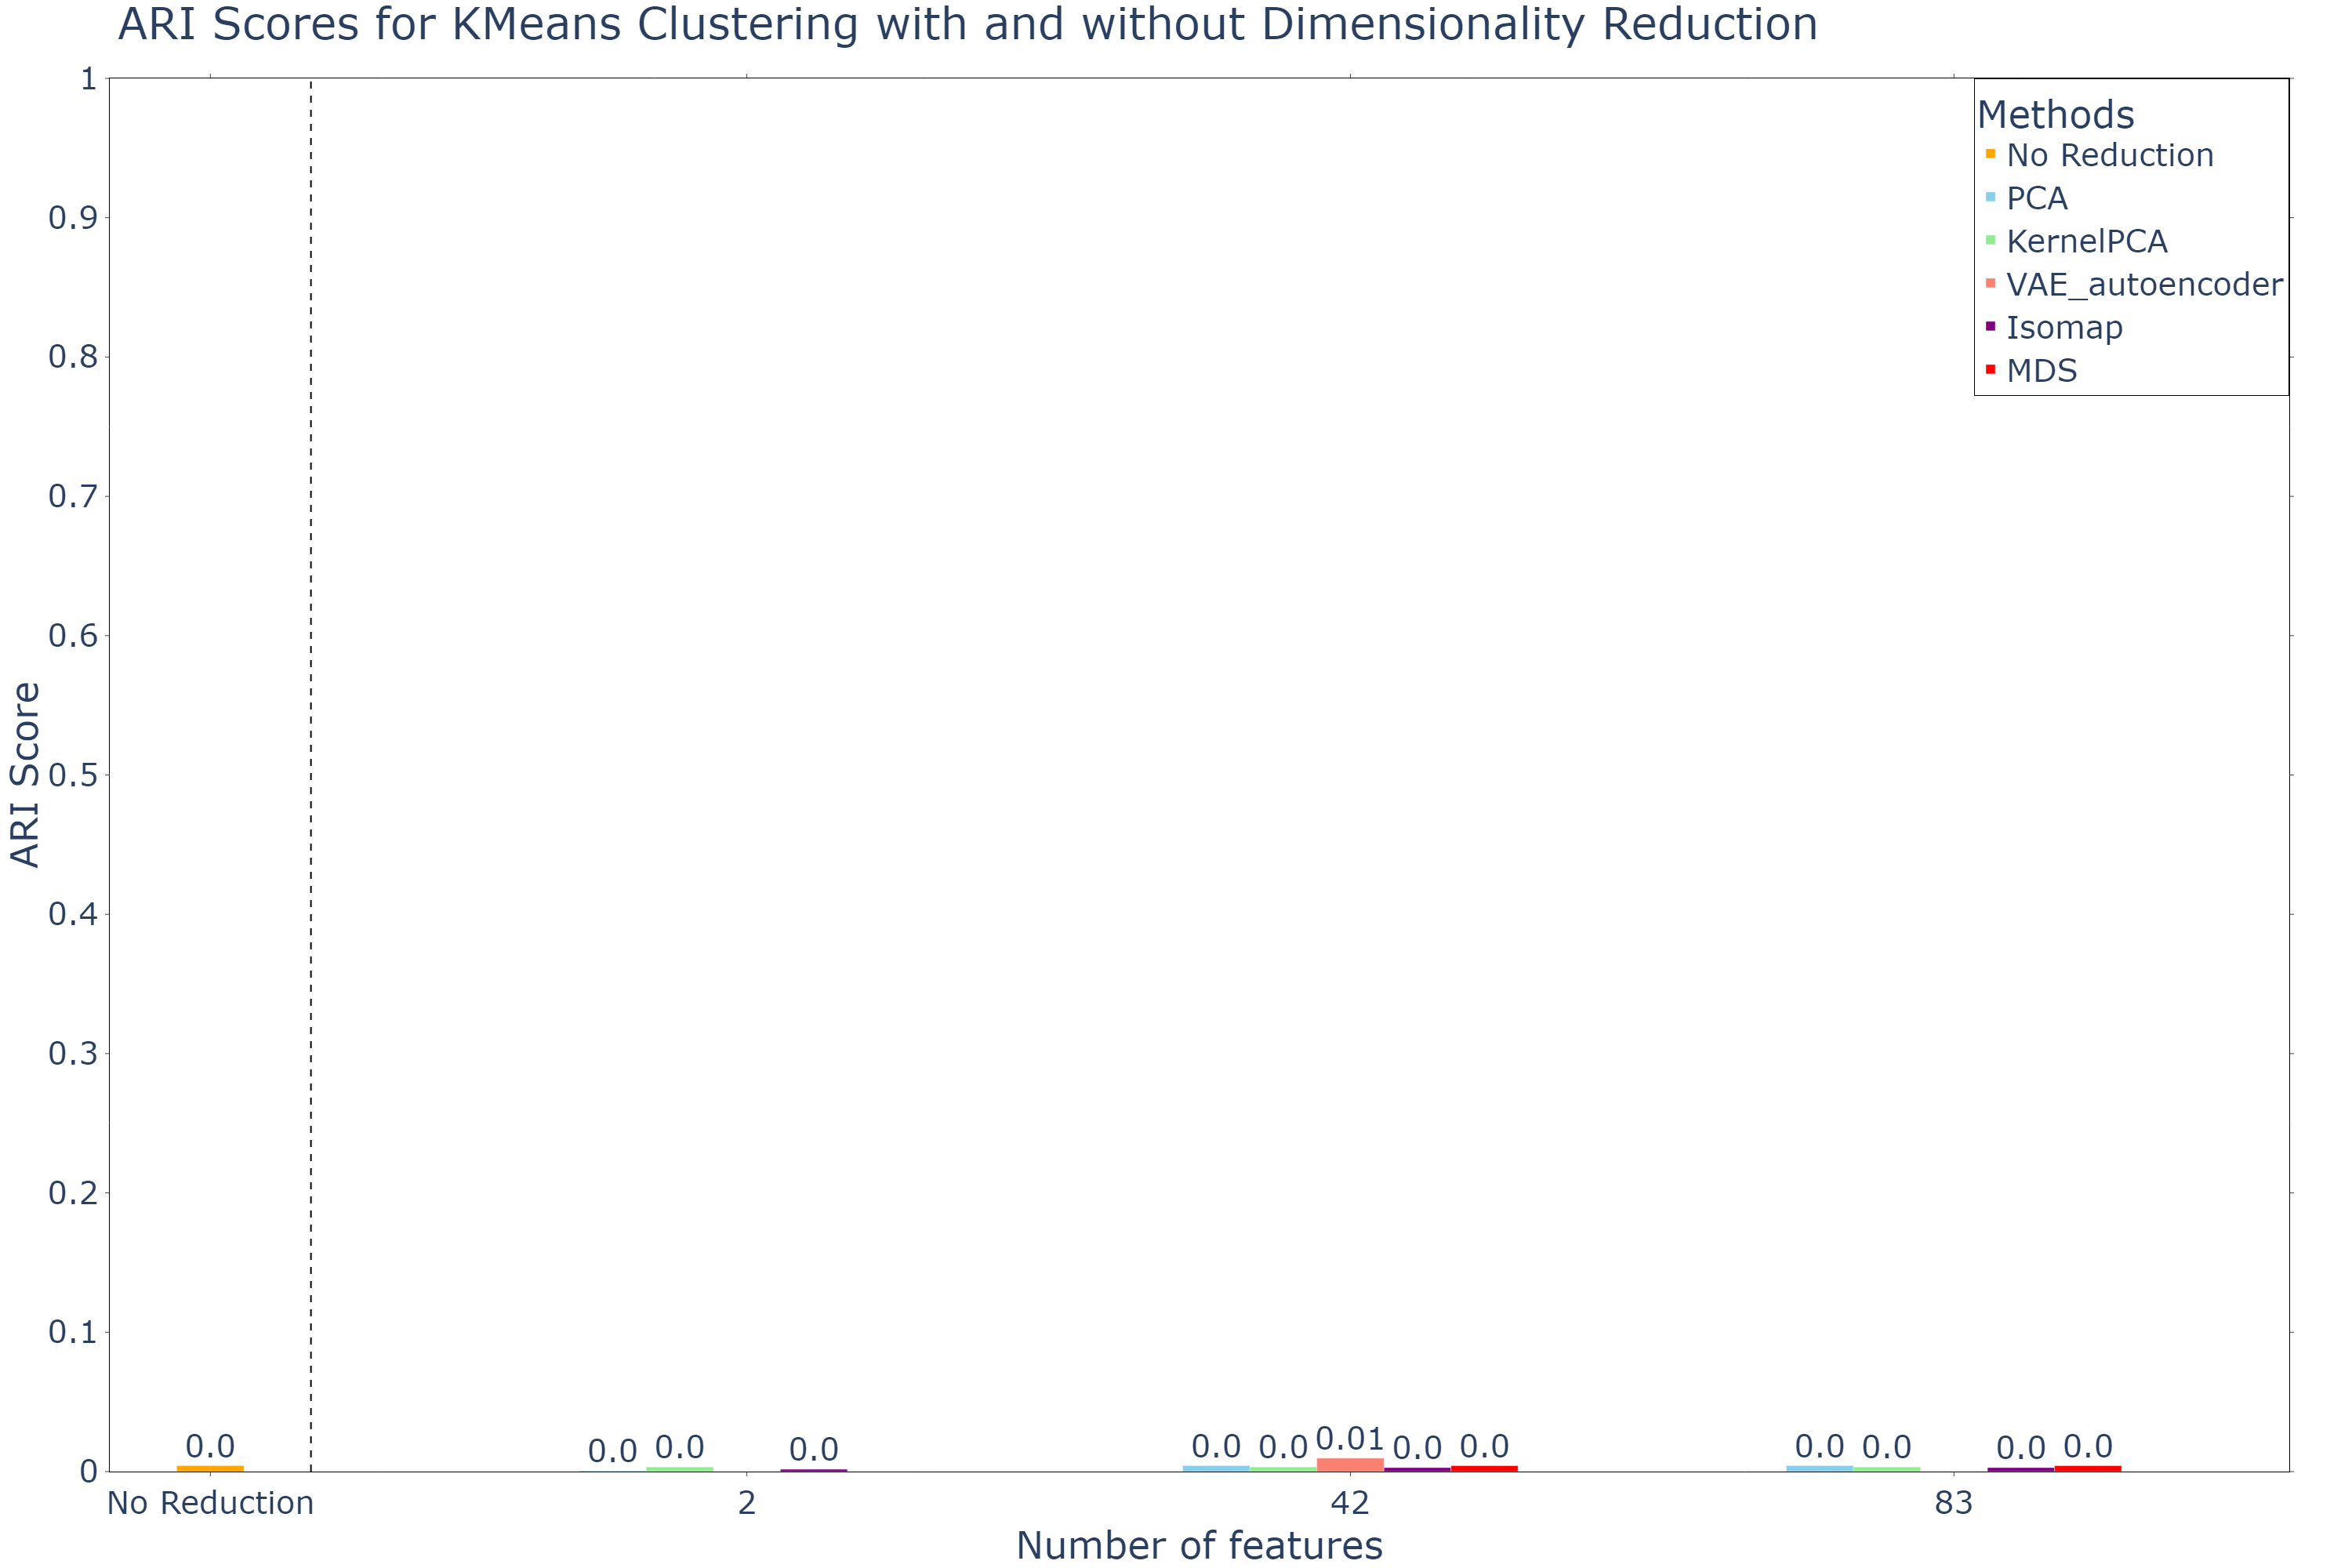 ARI Scores for KMeans Clustering with and without Dimensionality Reduction
Methods
No Reduction
PCA
KernelPCA
VAE_autoencoder
Isomap
MDS
ARI Score
1
0.9
0.8
0.7
0.6
0.5
0.4
0.3
0.2
0.1
0
0.0
0.0 0.0 0.0
0.0 0.0 0.01 0.0 0.0
0.0 0.0 0.0 0.0
No Reduction 2 42 83
Number of features